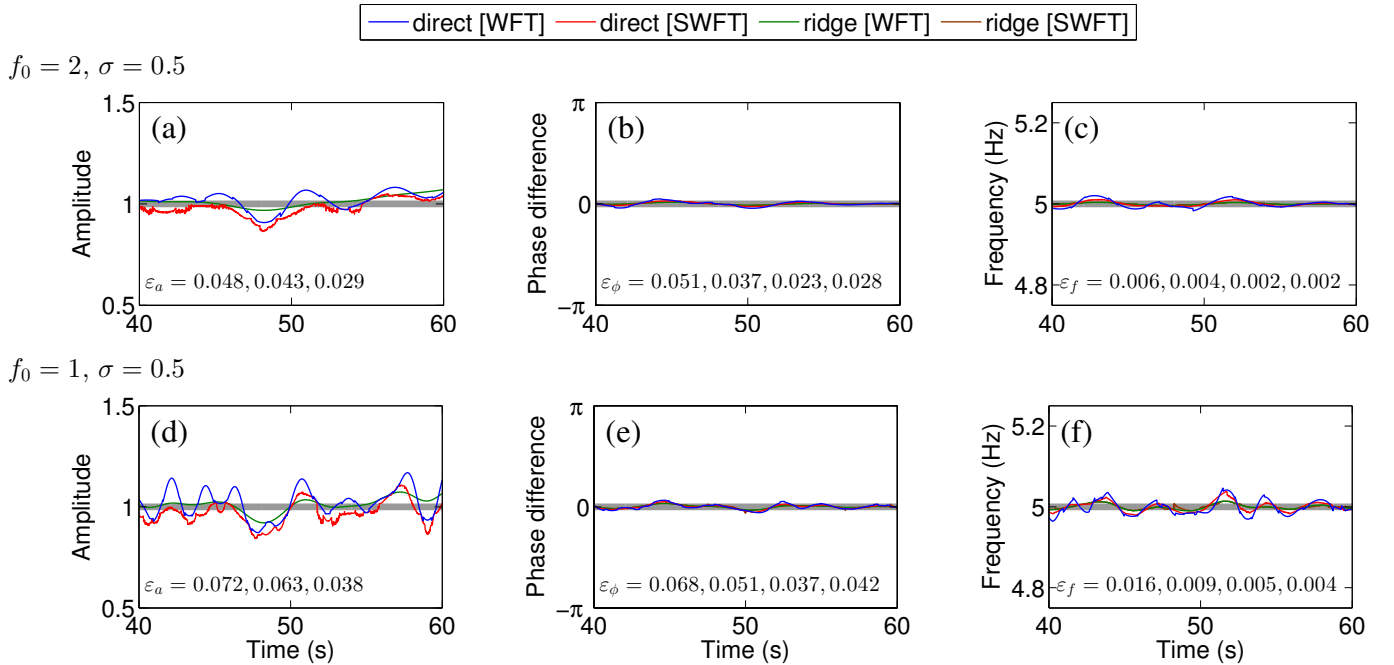 direct [WFT] direct [SWFT] ridge [WFT] ridge [SWFT]
f₀ = 2, σ = 0.5
(a) (b) (c)
1.5 π 5.2
Amplitude Phase difference Frequency (Hz)
1 0 5
εₐ = 0.048, 0.043, 0.029 ε_ϕ = 0.051, 0.037, 0.023, 0.028 ε_f = 0.006, 0.004, 0.002, 0.002
0.5 −π 4.8
40 50 60 40 50 60 40 50 60
f₀ = 1, σ = 0.5
(d) (e) (f)
1.5 π 5.2
Amplitude Phase difference Frequency (Hz)
1 0 5
εₐ = 0.072, 0.063, 0.038 ε_ϕ = 0.068, 0.051, 0.037, 0.042 ε_f = 0.016, 0.009, 0.005, 0.004
0.5 −π 4.8
40 50 60 40 50 60 40 50 60
Time (s) Time (s) Time (s)